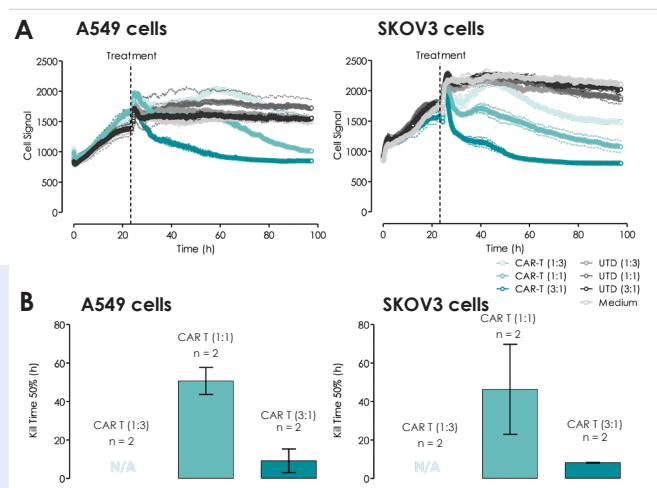 A
A549 cells
Treatment
Cell Signal
2500
2000
1500
1000
500
0
0 20 40 60 80 100
Time (h)
SKOV3 cells
Treatment
Cell Signal
2500
2000
1500
1000
500
0
0 20 40 60 80 100
Time (h)
CAR-T (1:3) UTD (1:3)
CAR-T (1:1) UTD (1:1)
CAR-T (3:1) UTD (3:1)
Medium
B
A549 cells
Kill Time 50% (h)
80
60
40
20
0
CAR T (1:3)
n = 2
N/A
CAR T (1:1)
n = 2
CAR T (3:1)
n = 2
SKOV3 cells
Kill Time 50% (h)
80
60
40
20
0
CAR T (1:3)
n = 2
N/A
CAR T (1:1)
n = 2
CAR T (3:1)
n = 2